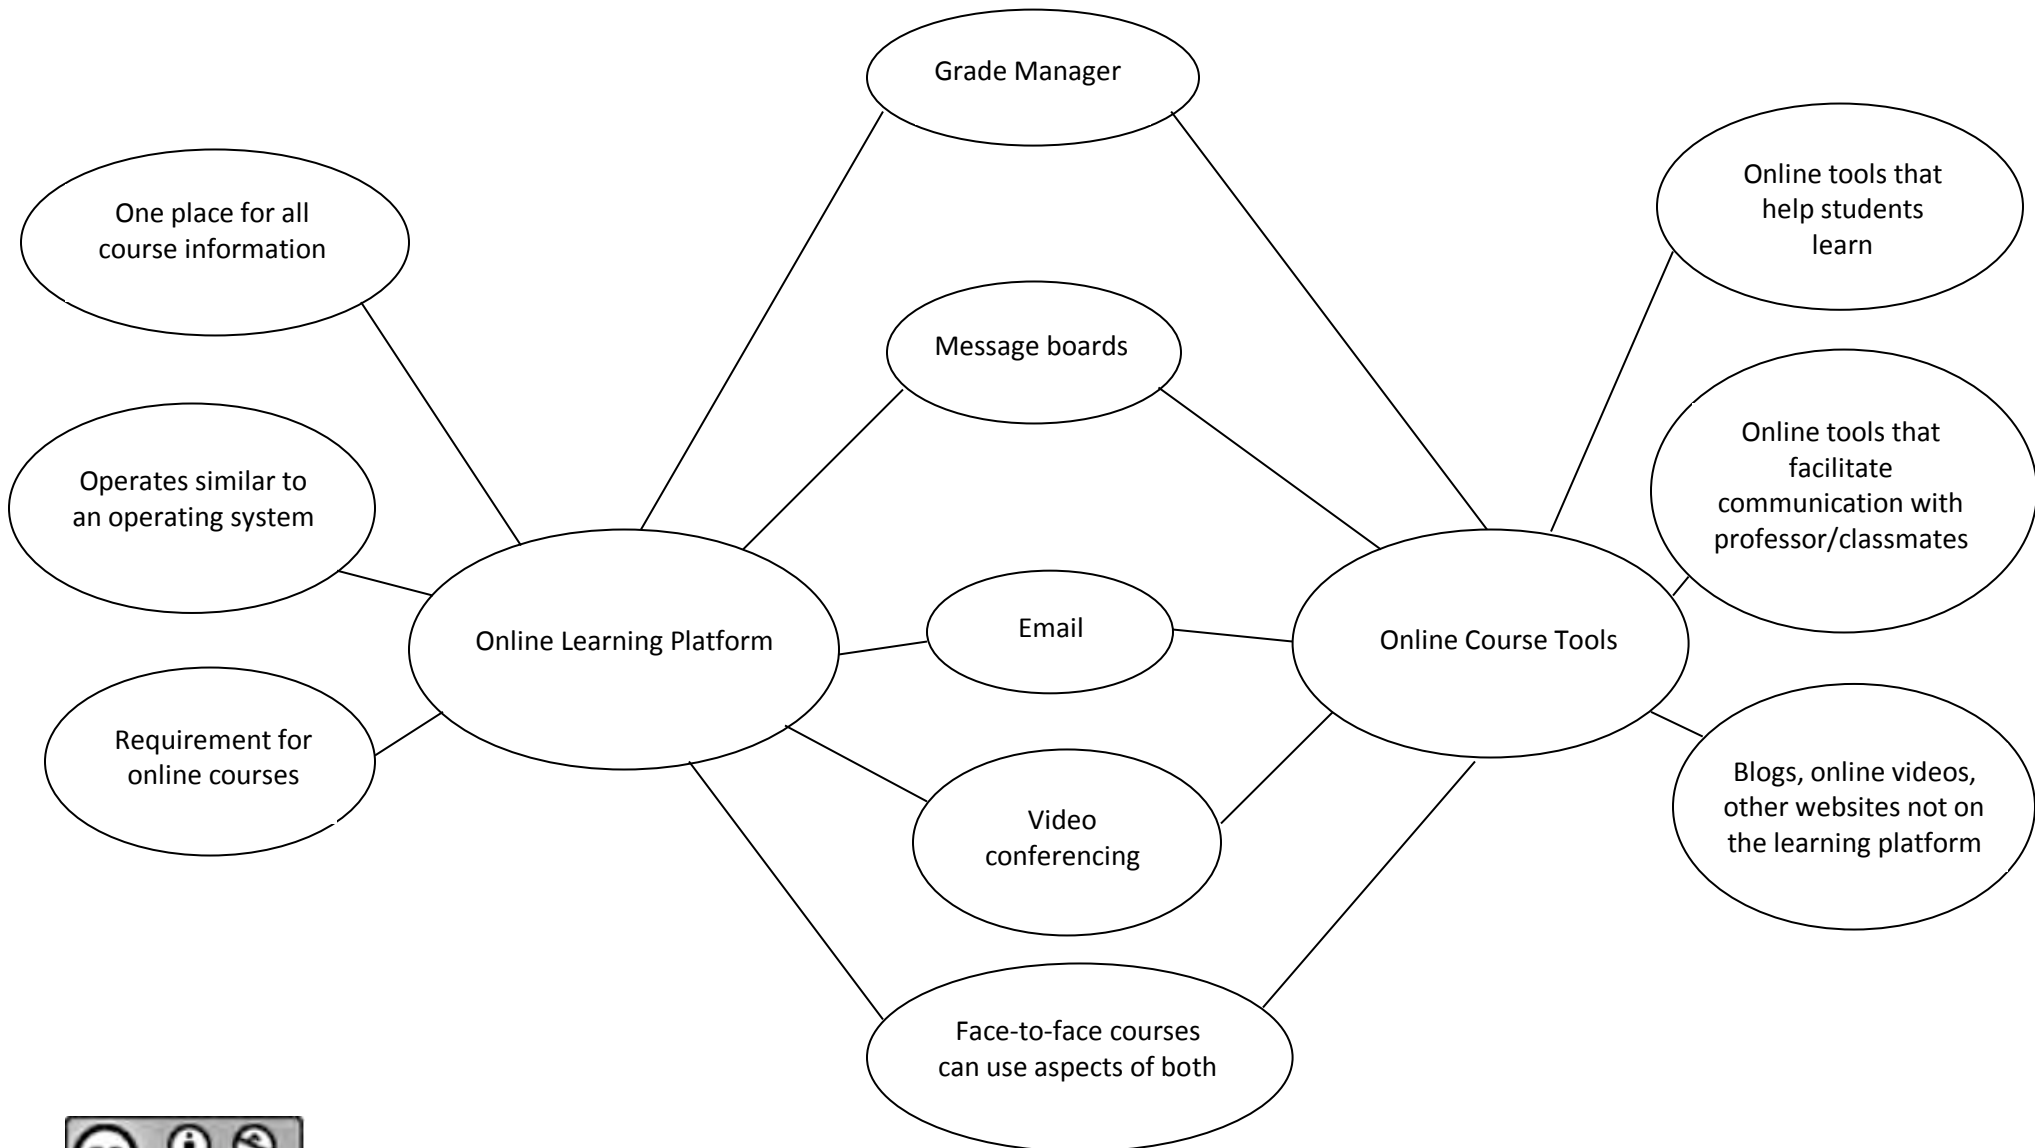 Grade Manager
One place for all
course information
Online tools that
help students
learn
Message boards
Operates similar to
an operating system
Online tools that
facilitate
communication with
professor/classmates
Online Learning Platform
Email
Online Course Tools
Requirement for
online courses
Video
conferencing
Blogs, online videos,
other websites not on
the learning platform
Face-to-face courses
can use aspects of both